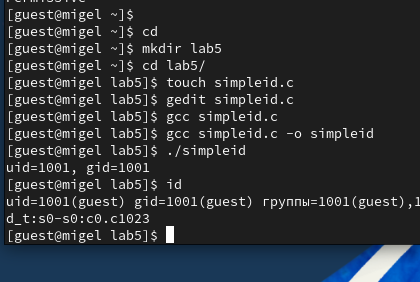 [guest@migel ~]$
[guest@migel ~]$ cd
[guest@migel ~]$ mkdir lab5
[guest@migel ~]$ cd lab5/
[guest@migel lab5]$ touch simpleid.c
[guest@migel lab5]$ gedit simpleid.c
[guest@migel lab5]$ gcc simpleid.c
[guest@migel lab5]$ gcc simpleid.c -o simpleid
[guest@migel lab5]$ ./simpleid
uid=1001, gid=1001
[guest@migel lab5]$ id
uid=1001(guest) gid=1001(guest) группы=1001(guest),1
d_t:s0-s0:c0.c1023
[guest@migel lab5]$